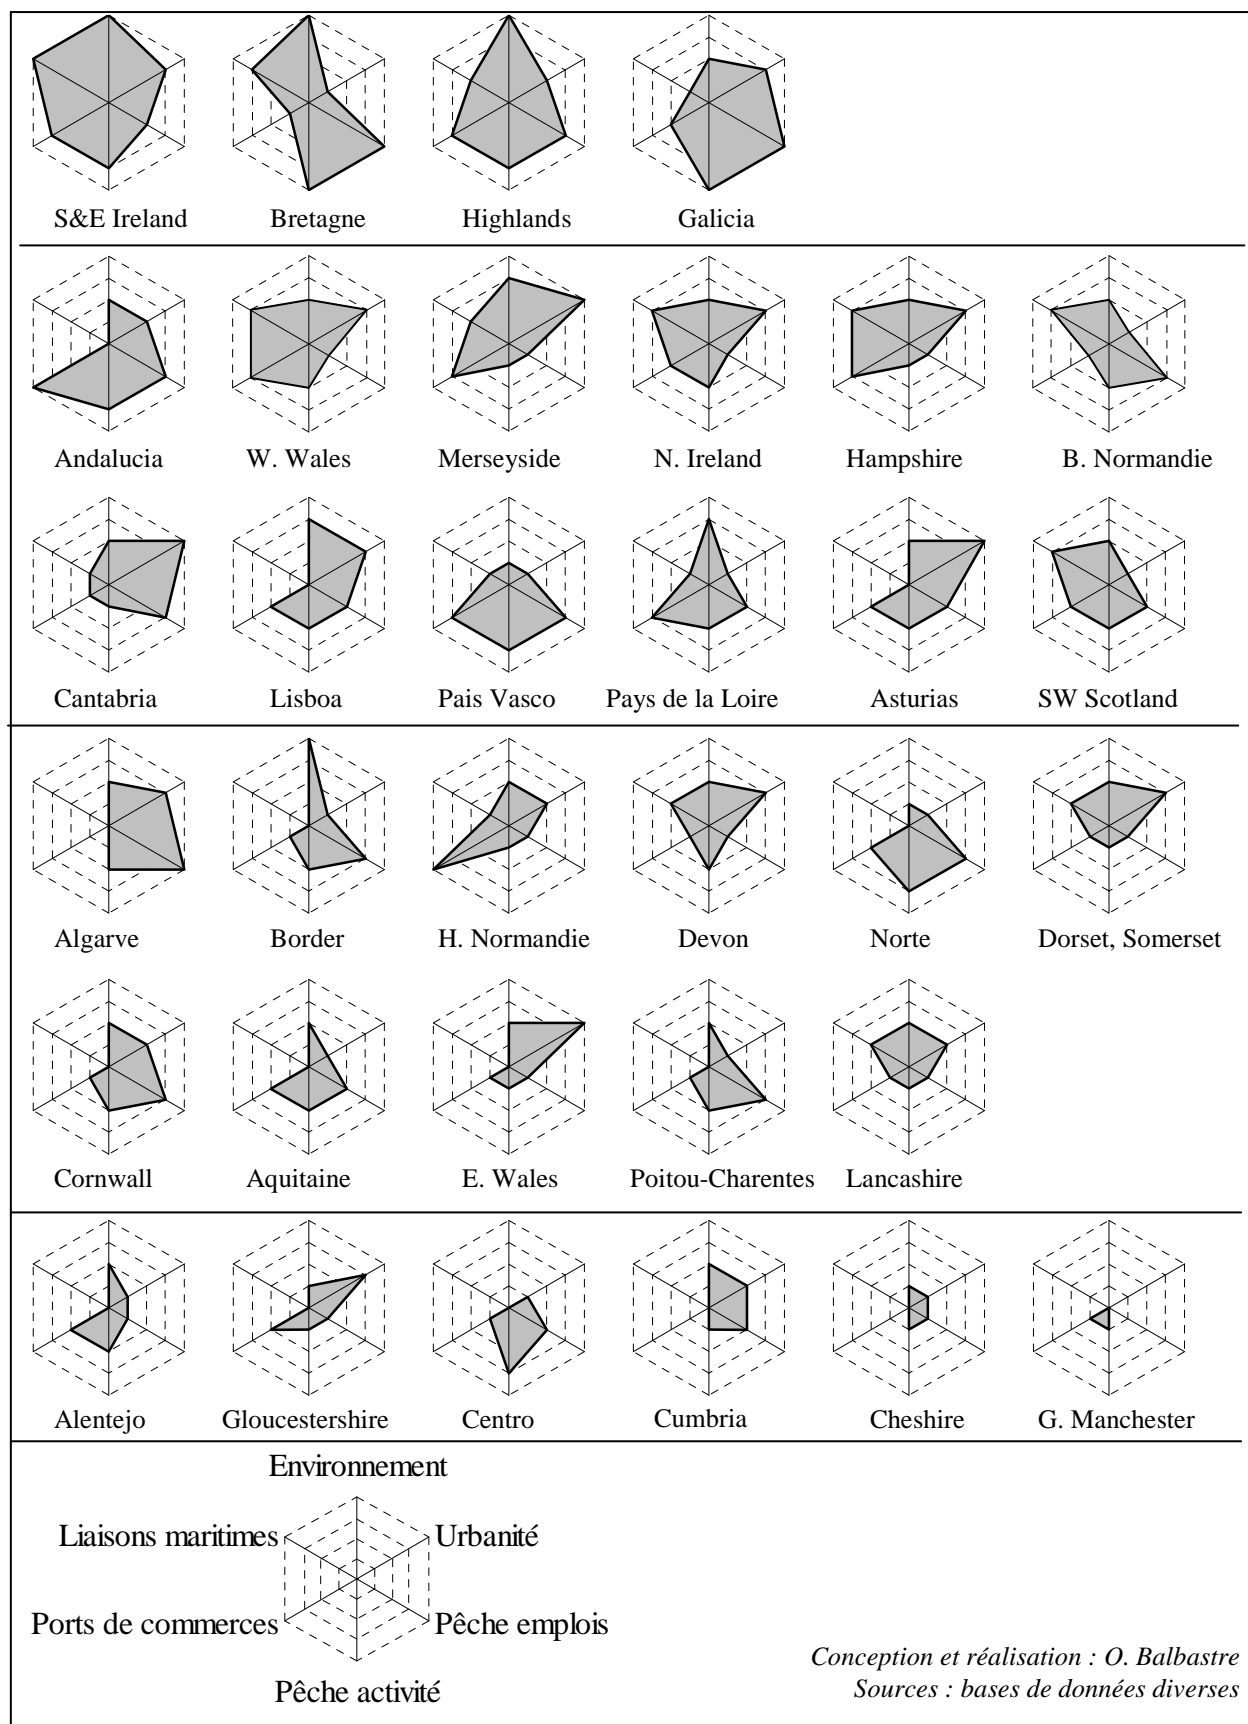 S&E Ireland Bretagne Highlands Galicia
Andalucia W. Wales Merseyside N. Ireland Hampshire B. Normandie
Cantabria Lisboa Pais Vasco Pays de la Loire Asturias SW Scotland
Algarve Border H. Normandie Devon Norte Dorset, Somerset
Cornwall Aquitaine E. Wales Poitou-Charentes Lancashire
Alentejo Gloucestershire Centro Cumbria Cheshire G. Manchester
Environnement
Liaisons maritimes Urbanité
Ports de commerces Pêche emplois
Pêche activité
Conception et réalisation : O. Balbastre
Sources : bases de données diverses